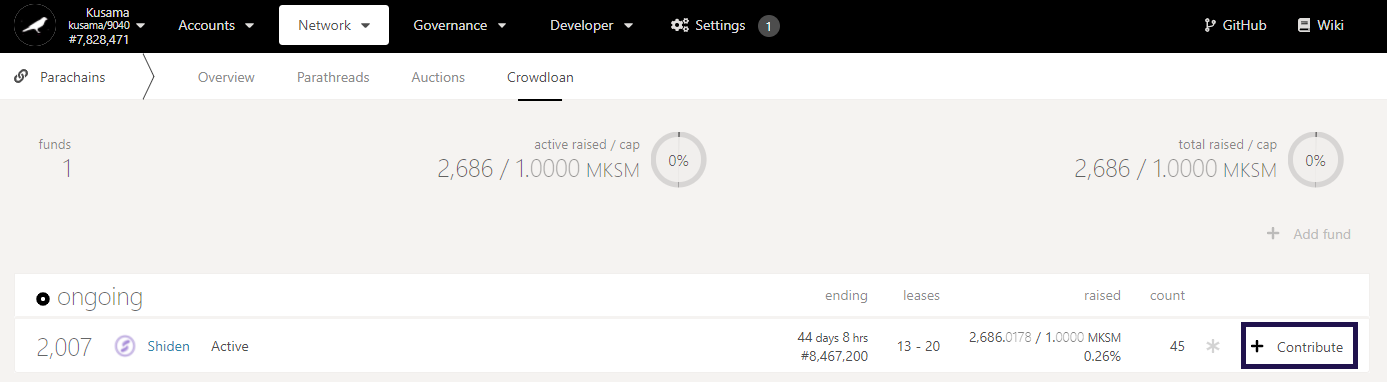 Kusama
kusama/9040
#7,828,471
Accounts
Network
Governance
Developer
Settings
1
GitHub
Wiki
Parachains
Overview
Parathreads
Auctions
Crowdloan
funds
1
active raised / cap
2,686 / 1.0000 MKSM
0%
total raised / cap
2,686 / 1.0000 MKSM
0%
+ Add fund
ongoing
ending
leases
raised
count
2,007
Shiden
Active
44 days 8 hrs
#8,467,200
13 - 20
2,686.0178 / 1.0000 MKSM
0.26%
45
+ Contribute